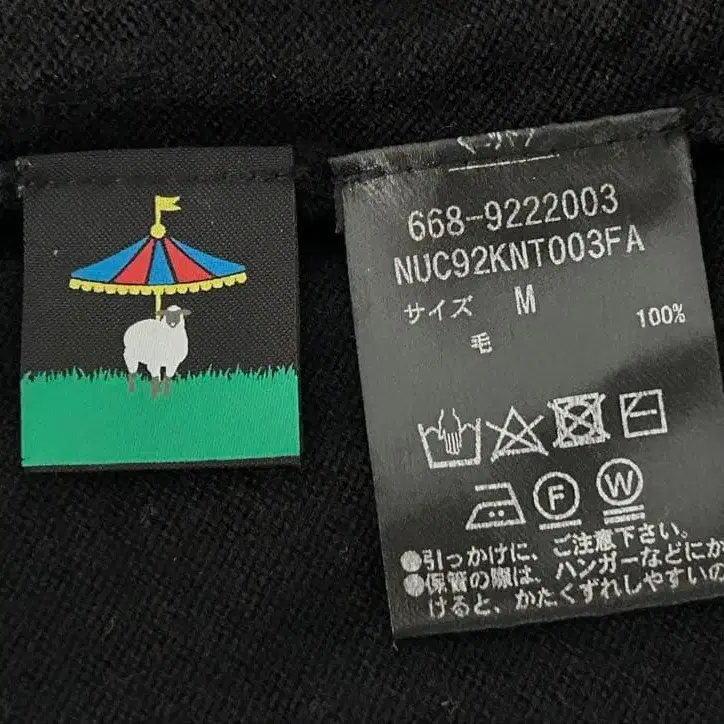 668-9222003
NUC92KNT003FA
サイズ M
毛 100%
F W
●引っかけに、ご注意下さい。
●保管の際は、ハンガーなどにか
けると、かたくずれしやすいの